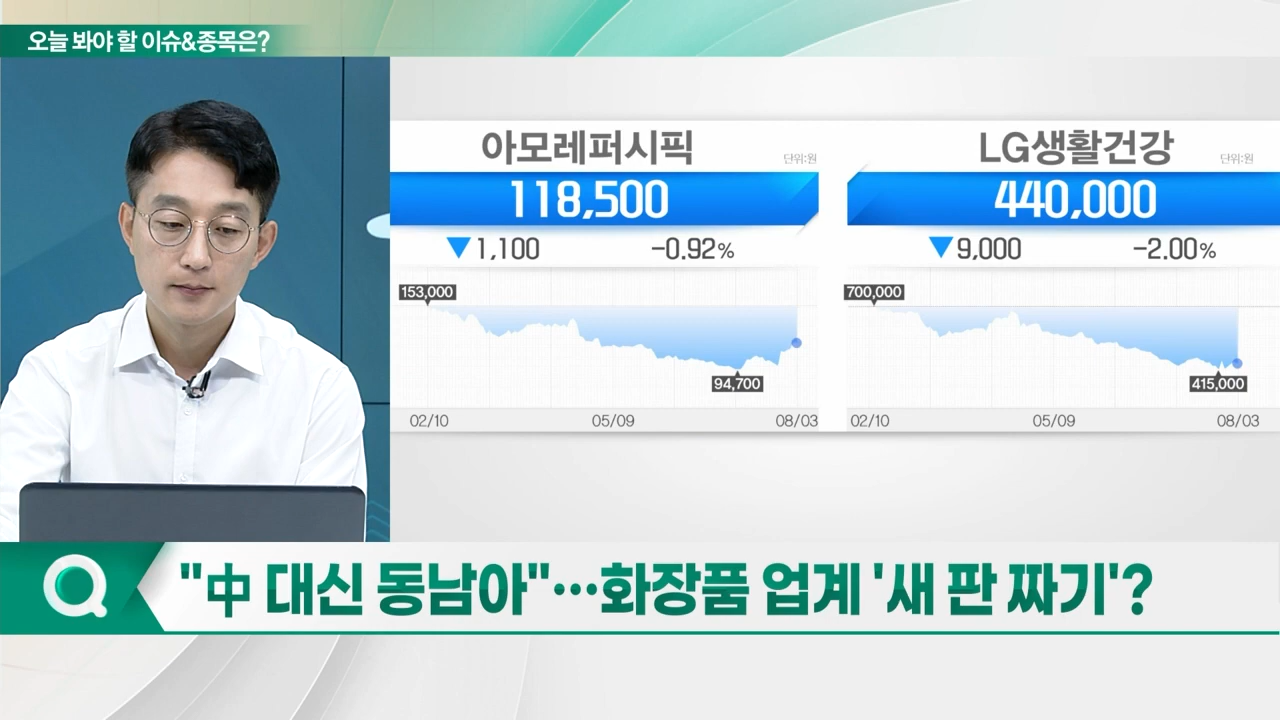 오늘 봐야 할 이슈&종목은?
아모레퍼시픽
단위:원
118,500
▼1,100 -0.92%
153,000
94,700
02/10 05/09 08/03
LG생활건강
단위:원
440,000
▼9,000 -2.00%
700,000
415,000
02/10 05/09 08/03
"中 대신 동남아"…화장품 업계 '새 판 짜기'?